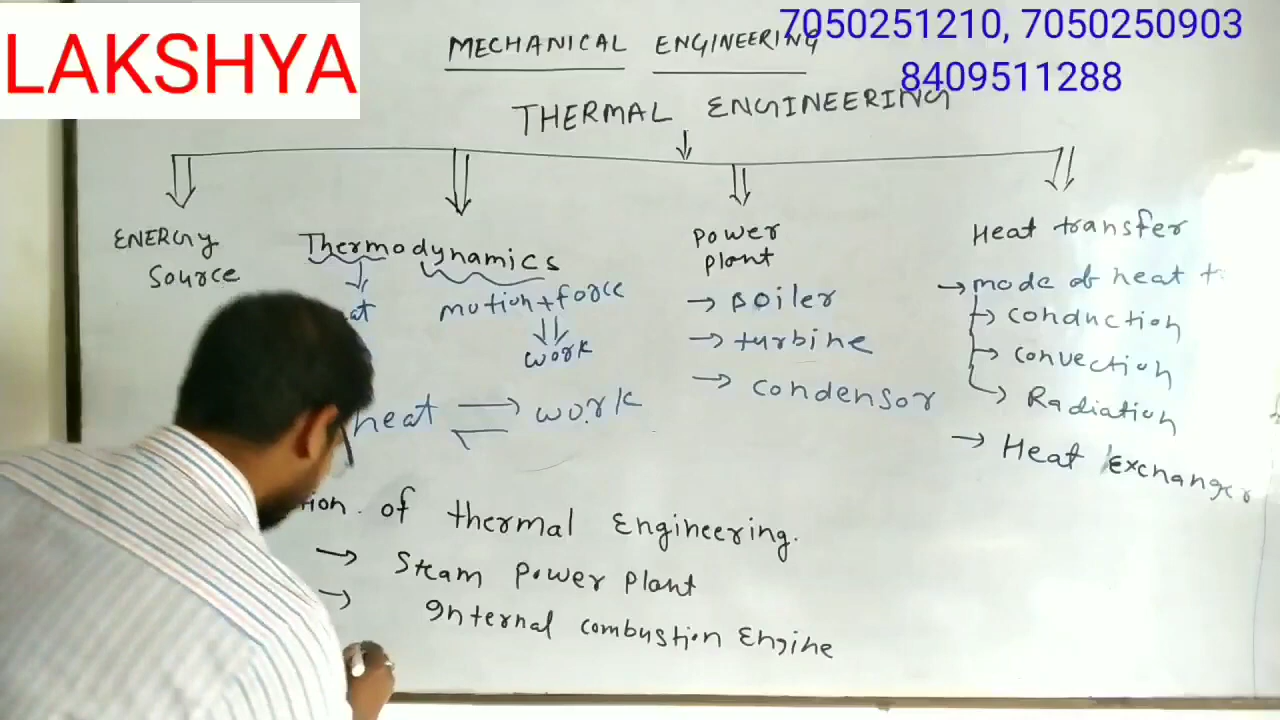 LAKSHYA
7050251210, 7050250903
8409511288
MECHANICAL ENGINEERING
THERMAL ENGINEERING
ENERGY
Source
Thermodynamics
motion + force
work
heat ⇌ work
Power
Plant
→ Boiler
→ turbine
→ condensor
Heat transfer
→ mode of heat
→ conduction
→ convection
→ Radiation
→ Heat Exchanger
of thermal Engineering.
→ Steam Power Plant
→ Internal combustion Engine